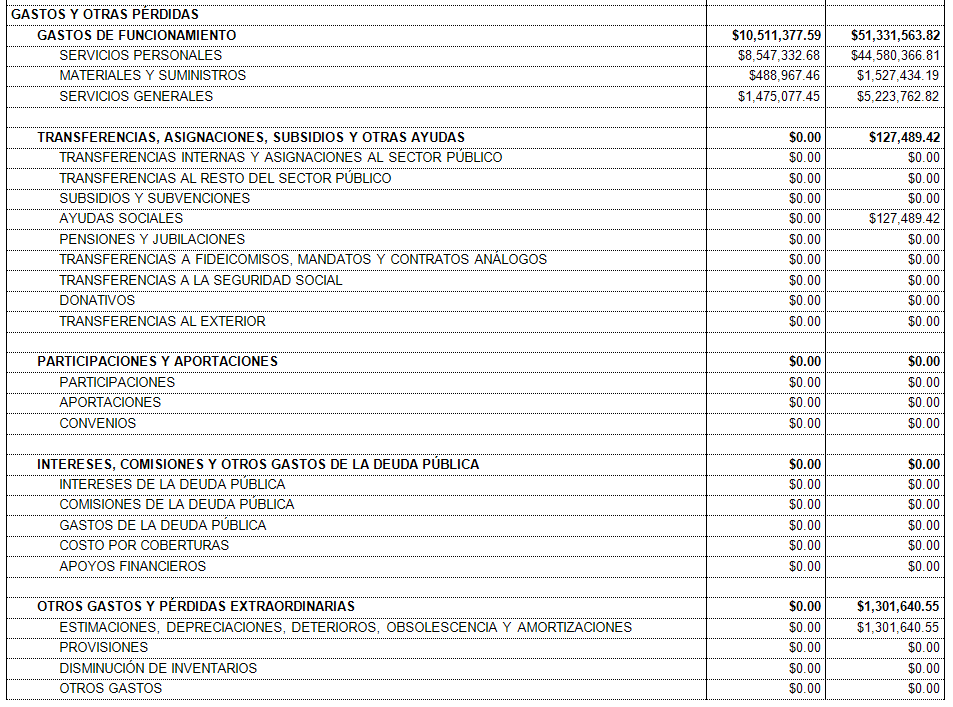 GASTOS Y OTRAS PÉRDIDAS
GASTOS DE FUNCIONAMIENTO $10,511,377.59 $51,331,563.82
SERVICIOS PERSONALES $8,547,332.68 $44,580,366.81
MATERIALES Y SUMINISTROS $488,967.46 $1,527,434.19
SERVICIOS GENERALES $1,475,077.45 $5,223,762.82
TRANSFERENCIAS, ASIGNACIONES, SUBSIDIOS Y OTRAS AYUDAS $0.00 $127,489.42
TRANSFERENCIAS INTERNAS Y ASIGNACIONES AL SECTOR PÚBLICO $0.00 $0.00
TRANSFERENCIAS AL RESTO DEL SECTOR PÚBLICO $0.00 $0.00
SUBSIDIOS Y SUBVENCIONES $0.00 $0.00
AYUDAS SOCIALES $0.00 $127,489.42
PENSIONES Y JUBILACIONES $0.00 $0.00
TRANSFERENCIAS A FIDEICOMISOS, MANDATOS Y CONTRATOS ANÁLOGOS $0.00 $0.00
TRANSFERENCIAS A LA SEGURIDAD SOCIAL $0.00 $0.00
DONATIVOS $0.00 $0.00
TRANSFERENCIAS AL EXTERIOR $0.00 $0.00
PARTICIPACIONES Y APORTACIONES $0.00 $0.00
PARTICIPACIONES $0.00 $0.00
APORTACIONES $0.00 $0.00
CONVENIOS $0.00 $0.00
INTERESES, COMISIONES Y OTROS GASTOS DE LA DEUDA PÚBLICA $0.00 $0.00
INTERESES DE LA DEUDA PÚBLICA $0.00 $0.00
COMISIONES DE LA DEUDA PÚBLICA $0.00 $0.00
GASTOS DE LA DEUDA PÚBLICA $0.00 $0.00
COSTO POR COBERTURAS $0.00 $0.00
APOYOS FINANCIEROS $0.00 $0.00
OTROS GASTOS Y PÉRDIDAS EXTRAORDINARIAS $0.00 $1,301,640.55
ESTIMACIONES, DEPRECIACIONES, DETERIOROS, OBSOLESCENCIA Y AMORTIZACIONES $0.00 $1,301,640.55
PROVISIONES $0.00 $0.00
DISMINUCIÓN DE INVENTARIOS $0.00 $0.00
OTROS GASTOS $0.00 $0.00